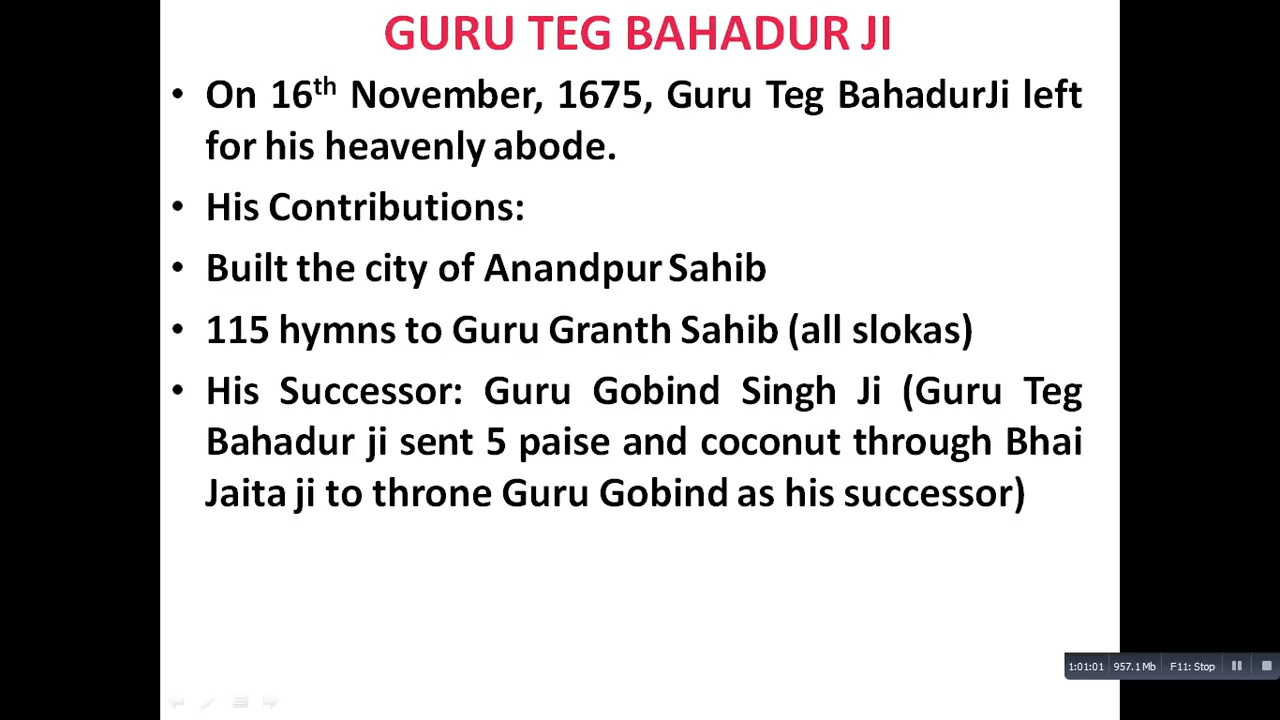 GURU TEG BAHADUR JI
• On 16th November, 1675, Guru Teg BahadurJi left
for his heavenly abode.
• His Contributions:
• Built the city of Anandpur Sahib
• 115 hymns to Guru Granth Sahib (all slokas)
• His Successor: Guru Gobind Singh Ji (Guru Teg
Bahadur ji sent 5 paise and coconut through Bhai
Jaita ji to throne Guru Gobind as his successor)
1:01:01 957.1 Mb F11: Stop